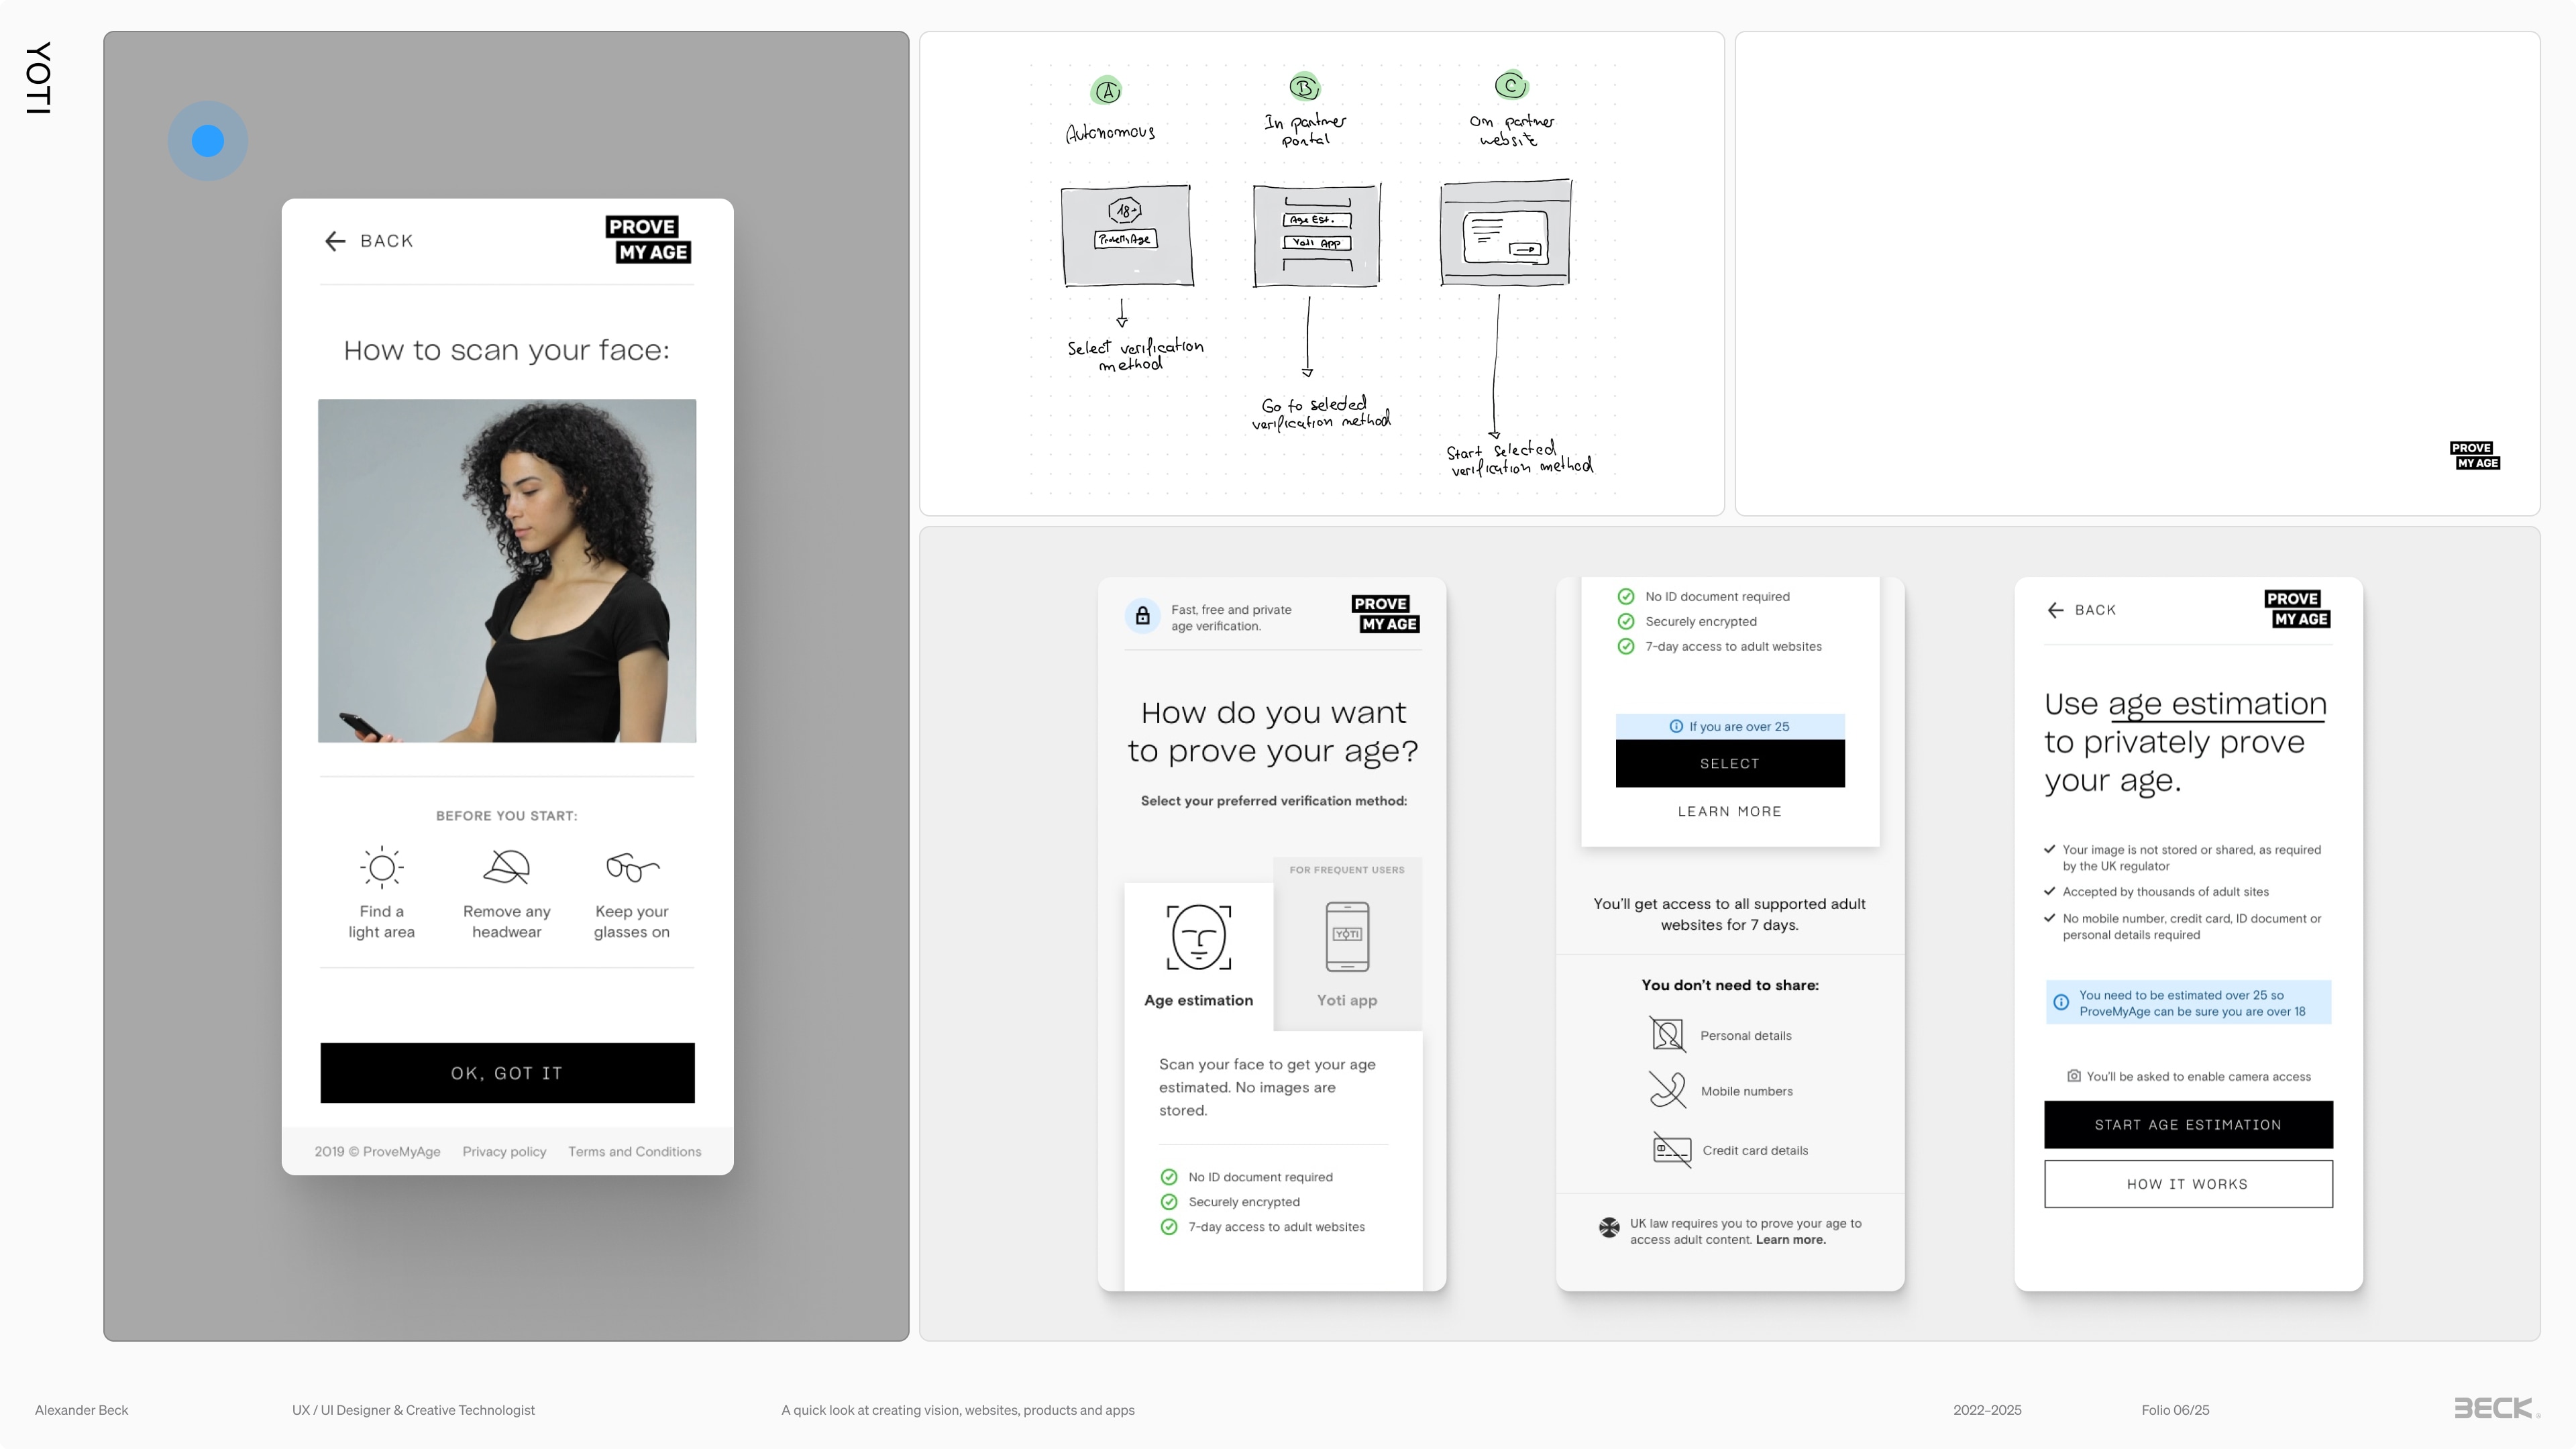 YOTI
BACK
PROVE
MY AGE
How to scan your face:
BEFORE YOU START:
Find a
light area
Remove any
headwear
Keep your
glasses on
OK, GOT IT
2019 © ProveMyAge Privacy policy Terms and Conditions
A
Autonomous
18+
ProveMyAge
Select verification
method
B
In partner
portal
Age Est.
Yoti App
Go to selected
verification method
C
On partner
website
Start selected
verification method
PROVE
MY AGE
Fast, free and private
age verification.
PROVE
MY AGE
How do you want
to prove your age?
Select your preferred verification method:
FOR FREQUENT USERS
YOTI
Age estimation
Yoti app
Scan your face to get your age
estimated. No images are
stored.
No ID document required
Securely encrypted
7-day access to adult websites
No ID document required
Securely encrypted
7-day access to adult websites
If you are over 25
SELECT
LEARN MORE
You'll get access to all supported adult
websites for 7 days.
You don't need to share:
Personal details
Mobile numbers
Credit card details
UK law requires you to prove your age to
access adult content. Learn more.
BACK
PROVE
MY AGE
Use age estimation
to privately prove
your age.
Your image is not stored or shared, as required
by the UK regulator
Accepted by thousands of adult sites
No mobile number, credit card, ID document or
personal details required
You need to be estimated over 25 so
ProveMyAge can be sure you are over 18
You'll be asked to enable camera access
START AGE ESTIMATION
HOW IT WORKS
Alexander Beck
UX / UI Designer & Creative Technologist
A quick look at creating vision, websites, products and apps
2022–2025
Folio 06/25
BECK®